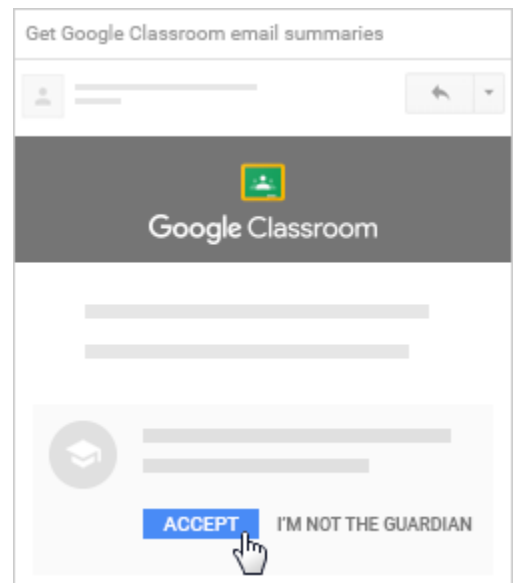 Get Google Classroom email summaries
Google Classroom
ACCEPT I'M NOT THE GUARDIAN